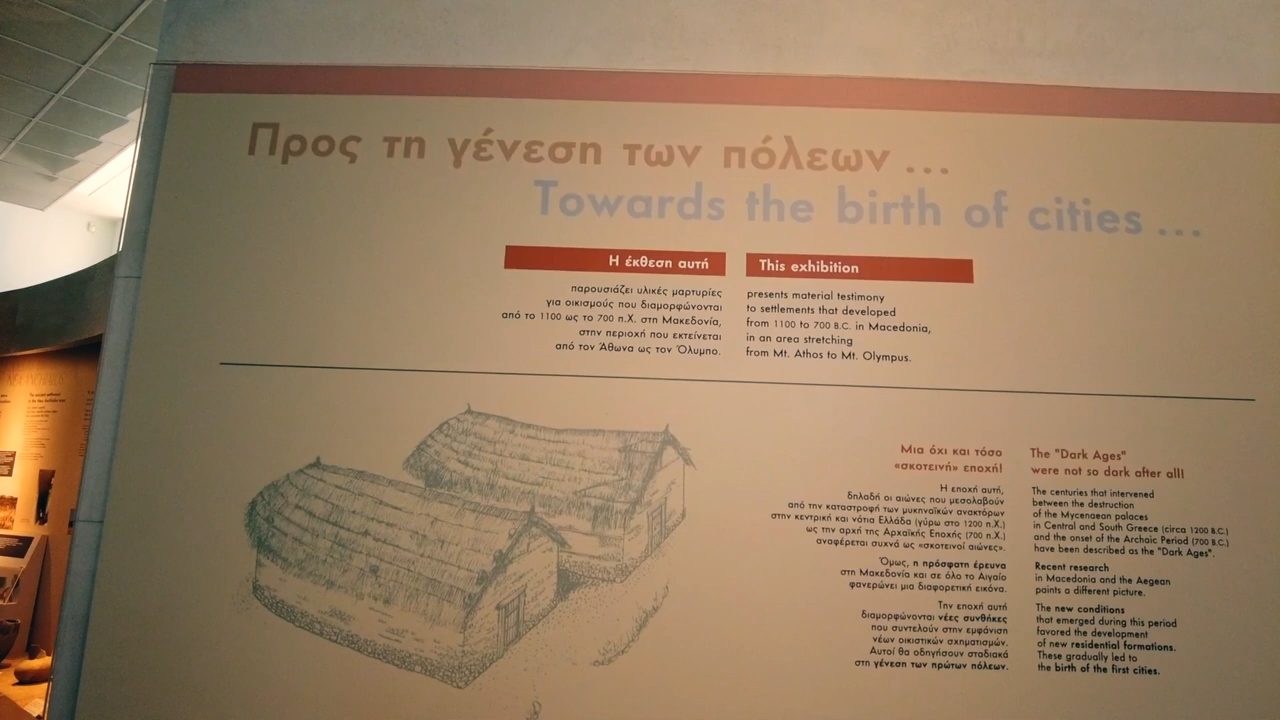 Προς τη γένεση των πόλεων ...
Towards the birth of cities ...
Η έκθεση αυτή
παρουσιάζει υλικές μαρτυρίες
για οικισμούς που διαμορφώνονται
από το 1100 ως το 700 π.Χ. στη Μακεδονία,
στην περιοχή που εκτείνεται
από τον Άθωνα ως τον Όλυμπο.
This exhibition
presents material testimony
to settlements that developed
from 1100 to 700 B.C. in Macedonia,
in an area stretching
from Mt. Athos to Mt. Olympus.
Μια όχι και τόσο
«σκοτεινή» εποχή!
Η εποχή αυτή,
δηλαδή οι αιώνες που μεσολαβούν
από την καταστροφή των μυκηναϊκών ανακτόρων
στην κεντρική και νότια Ελλάδα (γύρω στο 1200 π.Χ.)
ως την αρχή της Αρχαϊκής Εποχής (700 π.Χ.)
αναφέρεται συχνά ως «σκοτεινοί αιώνες».
Όμως, η πρόσφατη έρευνα
στη Μακεδονία και σε όλο το Αιγαίο
φανερώνει μια διαφορετική εικόνα.
Την εποχή αυτή
διαμορφώνονται νέες συνθήκες
που συντελούν στην εμφάνιση
νέων οικιστικών σχηματισμών.
Αυτοί θα οδηγήσουν σταδιακά
στη γένεση των πρώτων πόλεων.
The "Dark Ages"
were not so dark after all!
The centuries that intervened
between the destruction
of the Mycenaean palaces
in Central and South Greece (circa 1200 B.C.)
and the onset of the Archaic Period (700 B.C.)
have been described as the "Dark Ages".
Recent research
in Macedonia and the Aegean
paints a different picture.
The new conditions
that emerged during this period
favored the development
of new residential formations.
These gradually led to
the birth of the first cities.